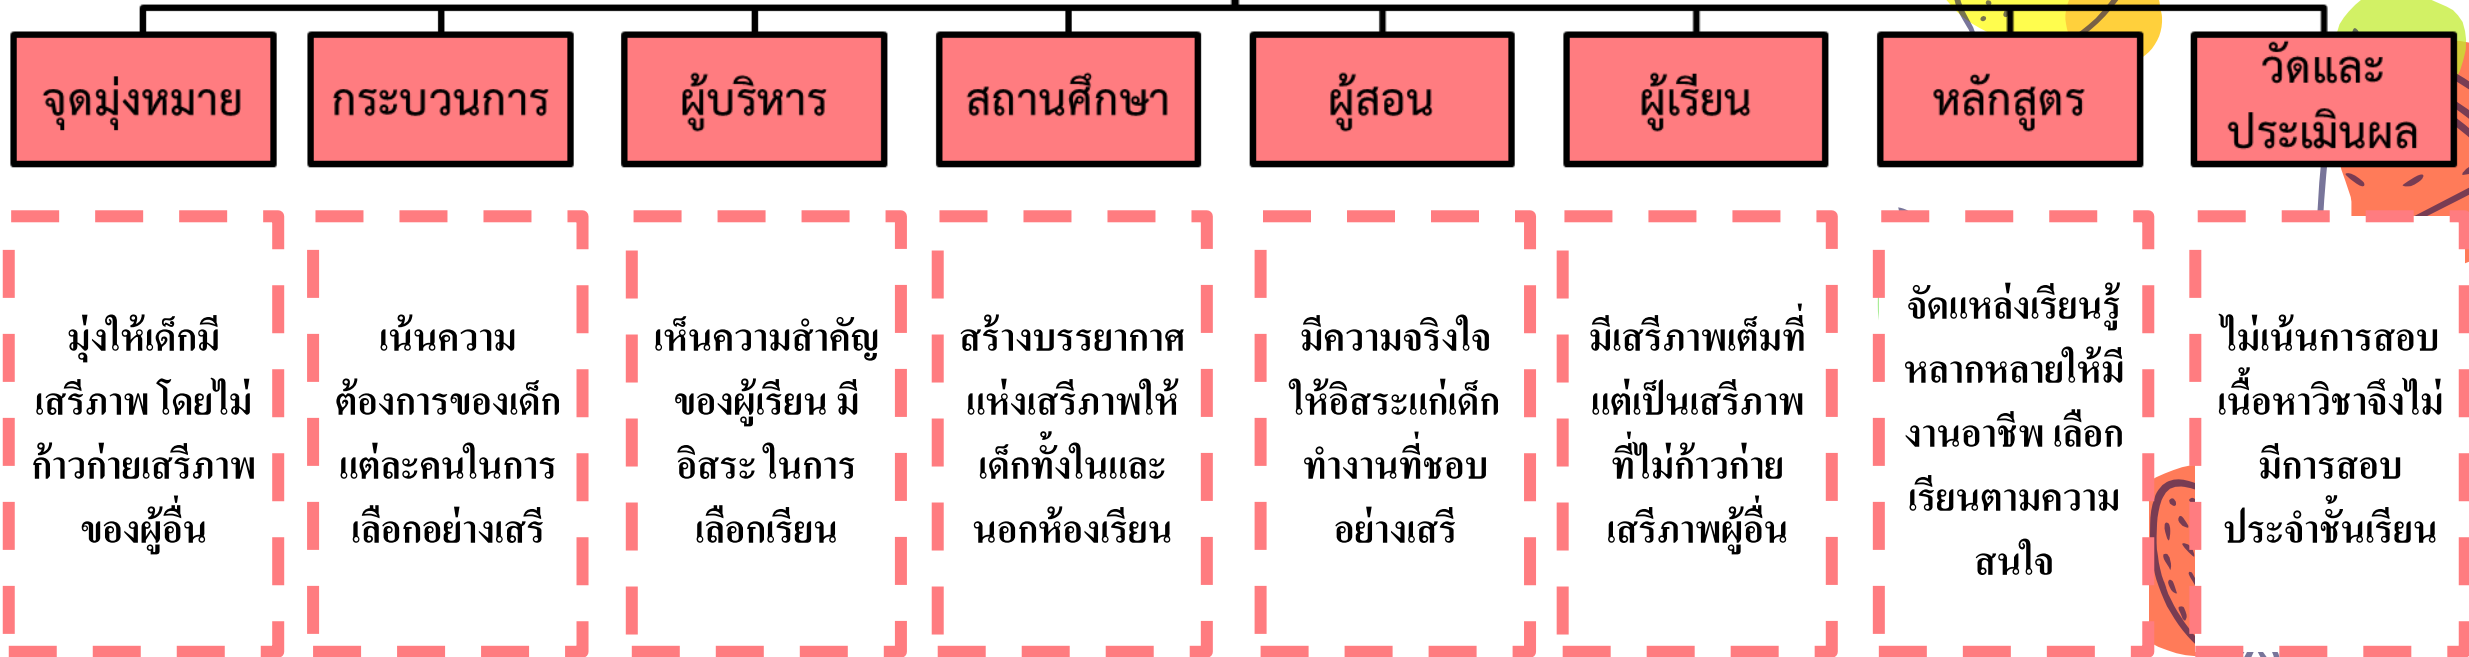 จุดมุ่งหมาย
กระบวนการ
ผู้บริหาร
สถานศึกษา
ผู้สอน
ผู้เรียน
หลักสูตร
วัดและ
ประเมินผล
มุ่งให้เด็กมี
เสรีภาพ โดยไม่
ก้าวก่ายเสรีภาพ
ของผู้อื่น
เน้นความ
ต้องการของเด็ก
แต่ละคนในการ
เลือกอย่างเสรี
เห็นความสำคัญ
ของผู้เรียน มี
อิสระ ในการ
เลือกเรียน
สร้างบรรยากาศ
แห่งเสรีภาพให้
เด็กทั้งในและ
นอกห้องเรียน
มีความจริงใจ
ให้อิสระแก่เด็ก
ทำงานที่ชอบ
อย่างเสรี
มีเสรีภาพเต็มที่
แต่เป็นเสรีภาพ
ที่ไม่ก้าวก่าย
เสรีภาพผู้อื่น
จัดแหล่งเรียนรู้
หลากหลายให้มี
งานอาชีพ เลือก
เรียนตามความ
สนใจ
ไม่เน้นการสอบ
เนื้อหาวิชาจึงไม่
มีการสอบ
ประจำชั้นเรียน